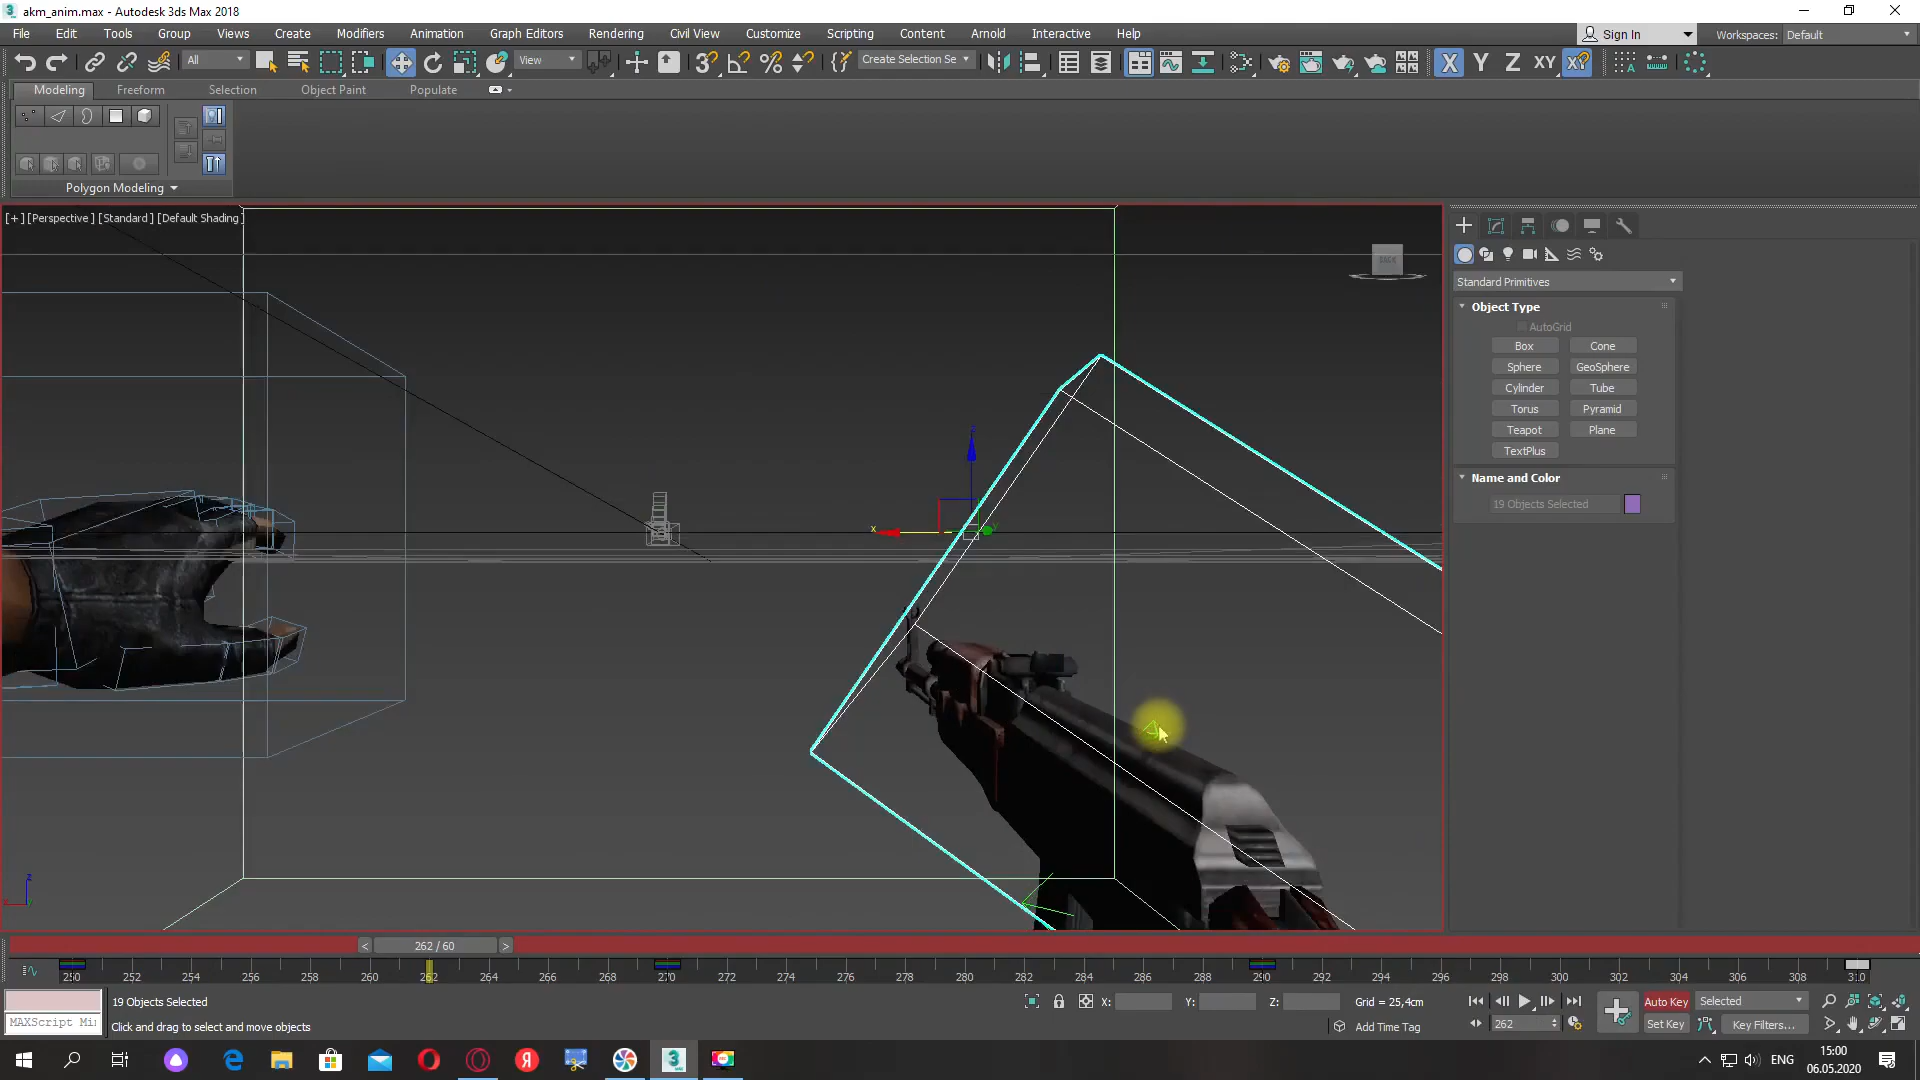 akm_anim.max - Autodesk 3ds Max 2018
File Edit Tools Group Views Create Modifiers Animation Graph Editors Rendering Civil View Customize Scripting Content Arnold Interactive Help
Sign In
Workspaces: Default
All
View
Create Selection Se
X Y Z XY
Modeling Freeform Selection Object Paint Populate
Polygon Modeling
[+] [Perspective] [Standard] [Default Shading]
Standard Primitives
Object Type
AutoGrid
Box Cone
Sphere GeoSphere
Cylinder Tube
Torus Pyramid
Teapot Plane
TextPlus
Name and Color
19 Objects Selected
z
x
y
z
x
< 262 / 60 >
250 252 254 256 258 260 262 264 266 268 270 272 274 276 278 280 282 284 286 288 290 292 294 296 298 300 302 304 306 308 310
19 Objects Selected
X: Y: Z: Grid = 25,4cm
Auto Key Selected
MAXScript Mi
Click and drag to select and move objects
Add Time Tag
262
Set Key Key Filters...
ENG
15:00
06.05.2020